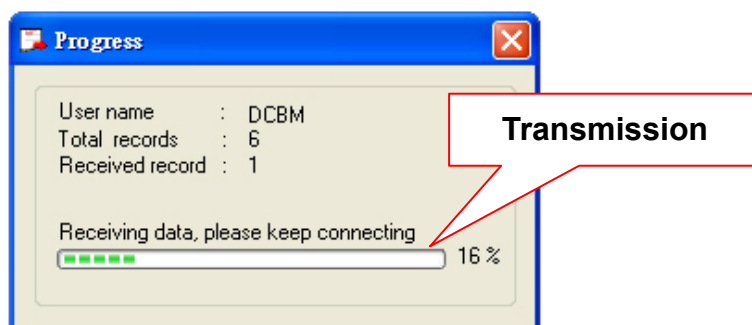 Progress
User name : DCBM
Total records : 6
Received record : 1
Transmission
Receiving data, please keep connecting
16 %